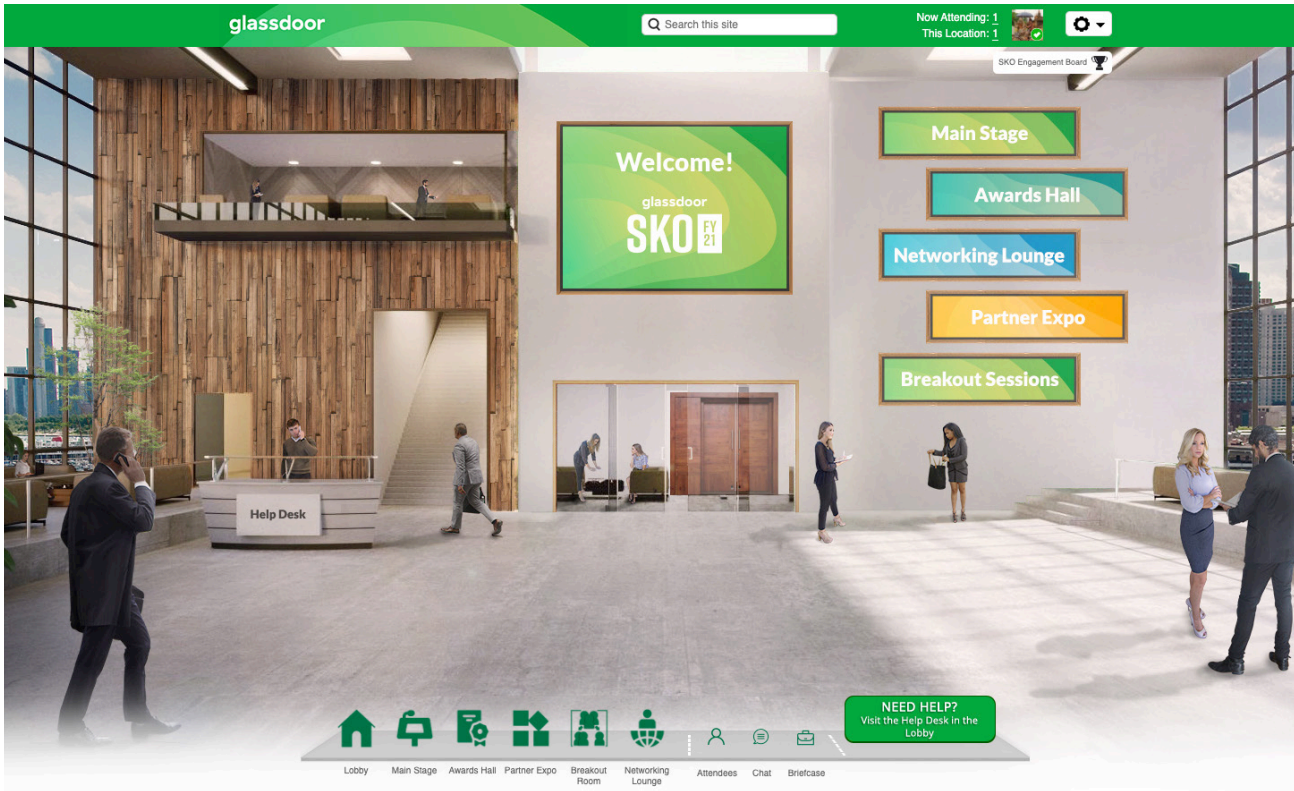 glassdoor
Search this site
Now Attending: 1
This Location: 1
SKO Engagement Board
Welcome!
glassdoor
SKO FY 21
Main Stage
Awards Hall
Networking Lounge
Partner Expo
Breakout Sessions
Help Desk
NEED HELP?
Visit the Help Desk in the
Lobby
Lobby
Main Stage
Awards Hall
Partner Expo
Breakout
Room
Networking
Lounge
Attendees
Chat
Briefcase